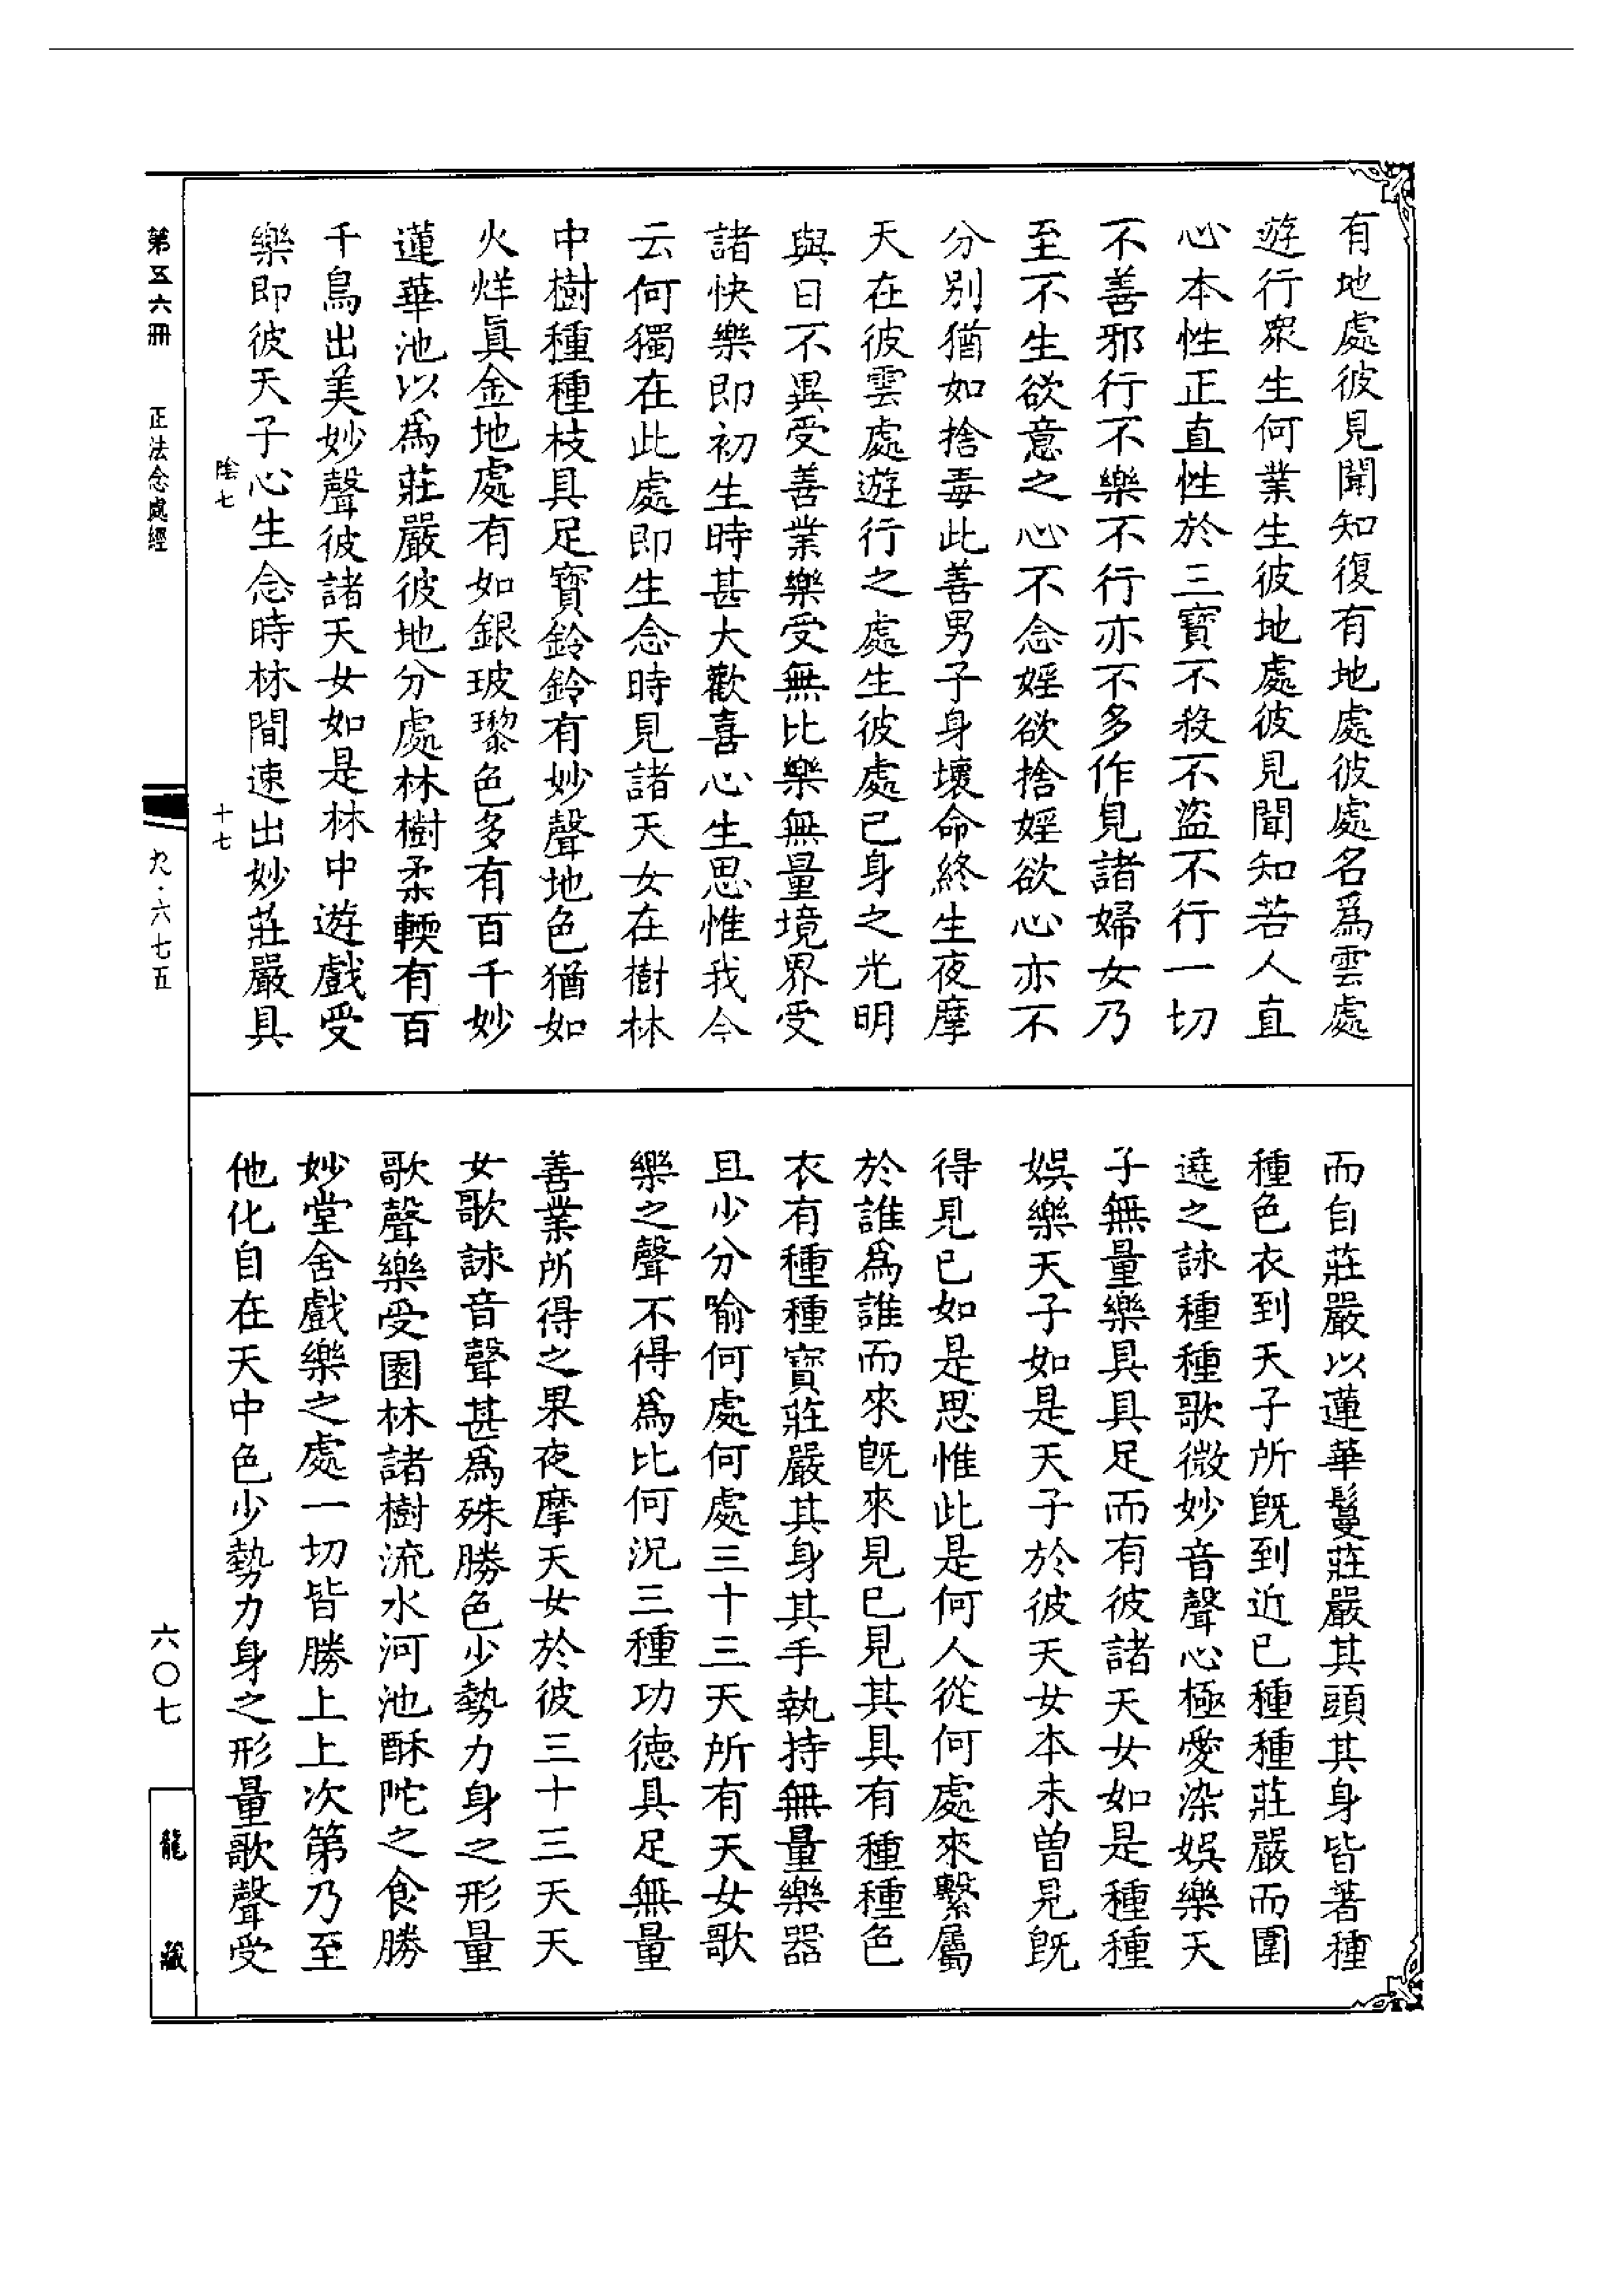 有地處彼見聞知復有地處彼處名爲雲處
遊行眾生何業生彼地處彼見聞知若人直
心本性正直性於三寶不殺不盜不行一切
不善邪行不樂不行亦不多作見諸婦女乃
至不生欲意之心不念婬欲捨婬欲心亦不
分別猶如捨毒此善男子身壞命終生夜摩
天在彼雲處遊行之處生彼處已身之光明
與日不異受善業樂受無比樂無量境界受
諸快樂即初生時甚大歡喜心生思惟我今
云何獨在此處即生念時見諸天女在樹林
中樹種種枝具足寶鈴鈴有妙聲地色猶如
火烊眞金地處有如銀玻瓈色多有百千妙
蓮華池以爲莊嚴彼地分處林樹柔輭有百
千鳥出美妙聲彼諸天女如是林中遊戲受
樂即彼天子心生念時林間速出妙莊嚴具
而自莊嚴以蓮華鬘莊嚴其頭其身皆著種
種色衣到天子所旣到近已種種莊嚴而圍
遶之詠種種歌微妙音聲心極愛染娛樂天
子無量樂具具足而有彼諸天女如是種種
娛樂天子如是天子於彼天女本未曾見旣
得見已如是思惟此是何人從何處來繫屬
於誰爲誰而來旣來見已見其具有種種色
衣有種種寶莊嚴其身其手執持無量樂器
且少分喻何處何處三十三天所有天女歌
樂之聲不得爲比何況三種功德具足無量
善業所得之果夜摩天女於彼三十三天天
女歌詠音聲甚爲殊勝色少勢力身之形量
歌聲樂受園林諸樹流水河池酥陀之食勝
妙堂舍戲樂之處一切皆勝上上次第乃至
他化自在天中色少勢力身之形量歌聲受
陰七
十七
第五六冊
正法念處經
九·六七五
六〇七
龍藏